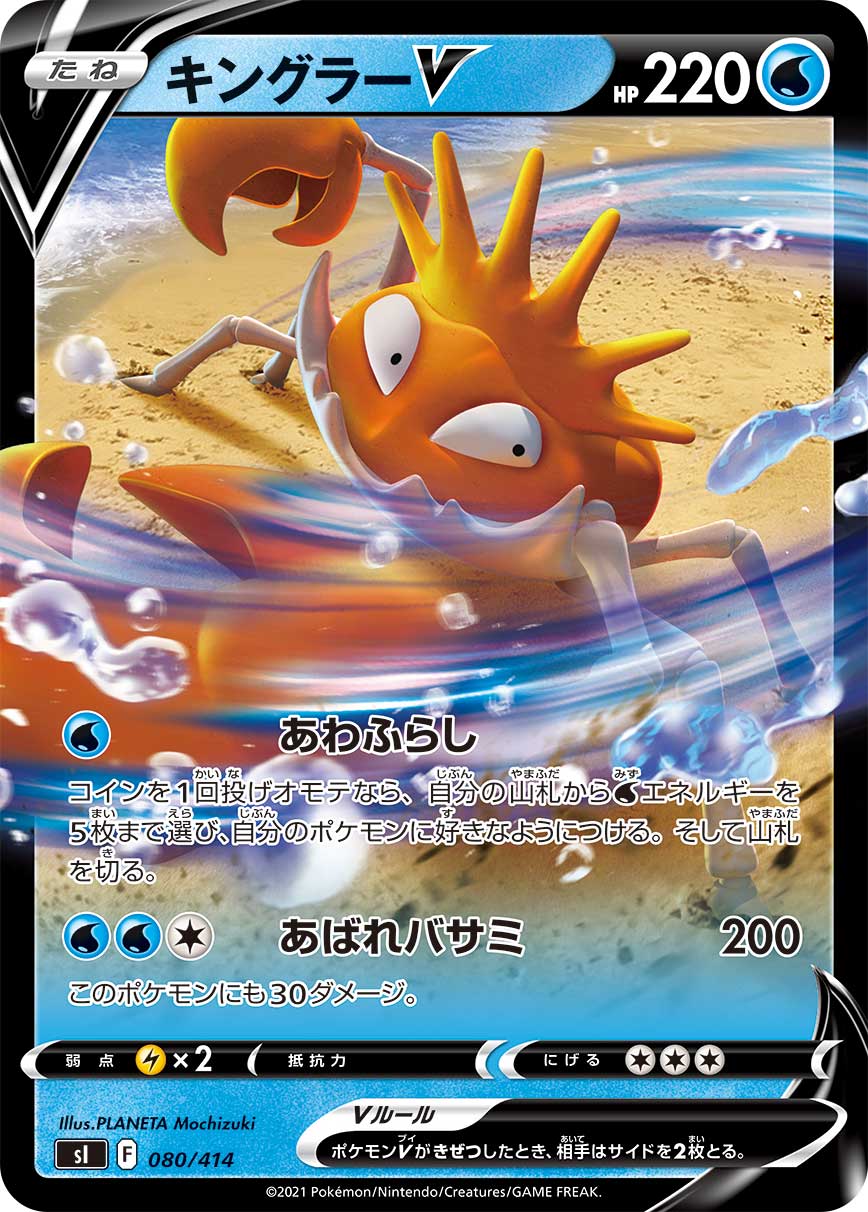 たね キングラーV HP 220
あわふらし
コインを1回投げオモテなら、自分の山札からエネルギーを
5枚まで選び、自分のポケモンに好きなようにつける。そして山札
を切る。
あばれバサミ 200
このポケモンにも30ダメージ。
弱点 ×2 抵抗力 にげる
Illus.PLANETA Mochizuki
Vルール
ポケモンVがきぜつしたとき、相手はサイドを2枚とる。
sI F 080/414
©2021 Pokémon/Nintendo/Creatures/GAME FREAK.